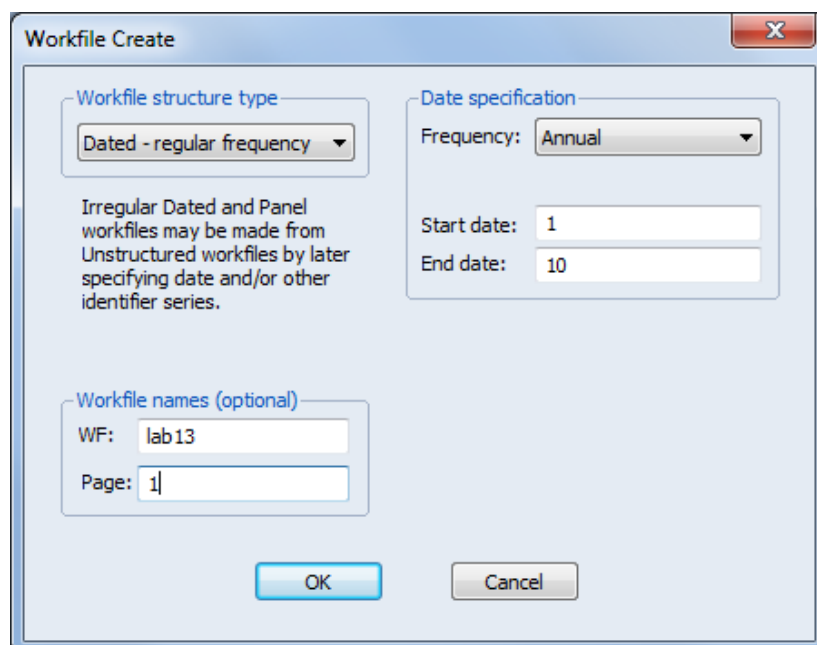 Workfile Create
X
Workfile structure type
Dated - regular frequency
Irregular Dated and Panel
workfiles may be made from
Unstructured workfiles by later
specifying date and/or other
identifier series.
Date specification
Frequency: Annual
Start date: 1
End date: 10
Workfile names (optional)
WF: lab13
Page: 1
OK Cancel